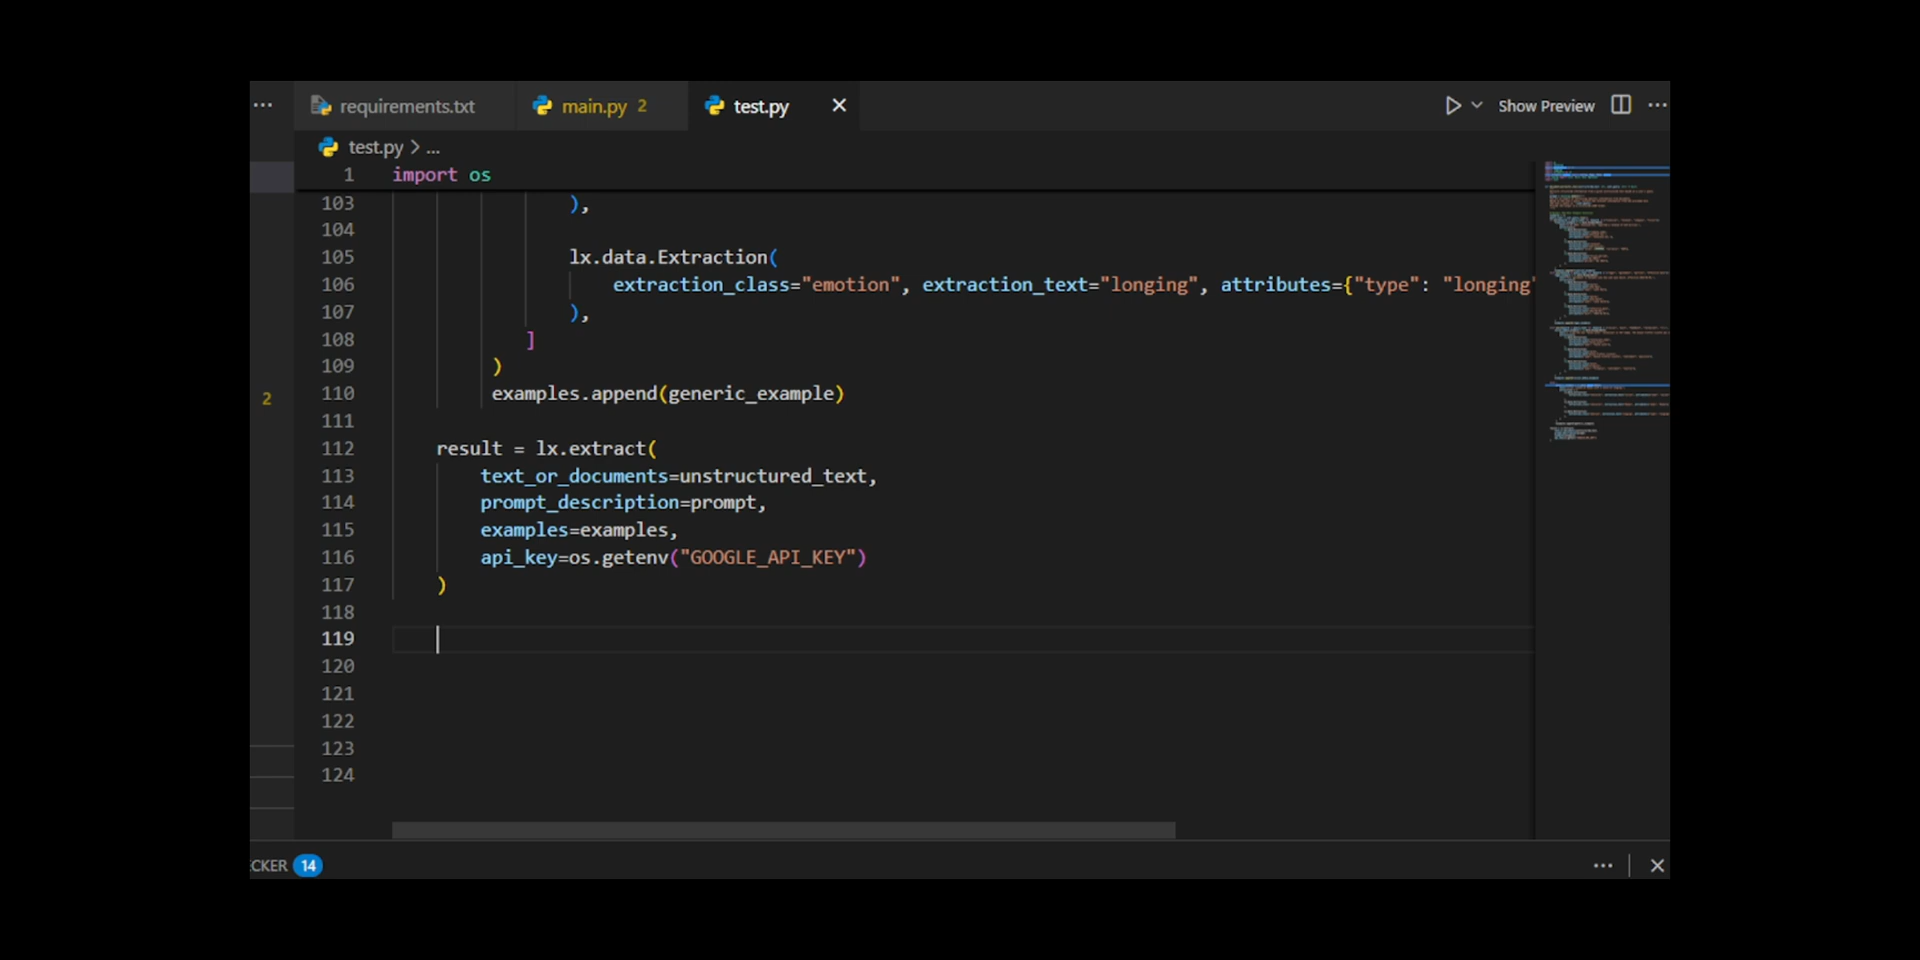 requirements.txt
main.py 2
test.py
Show Preview
test.py > ...
1 import os
103 ),
104
105 lx.data.Extraction(
106 extraction_class="emotion", extraction_text="longing", attributes={"type": "longing"
107 ),
108 ]
109 )
110 examples.append(generic_example)
111
112 result = lx.extract(
113 text_or_documents=unstructured_text,
114 prompt_description=prompt,
115 examples=examples,
116 api_key=os.getenv("GOOGLE_API_KEY")
117 )
118
119
120
121
122
123
124
2
CKER 14